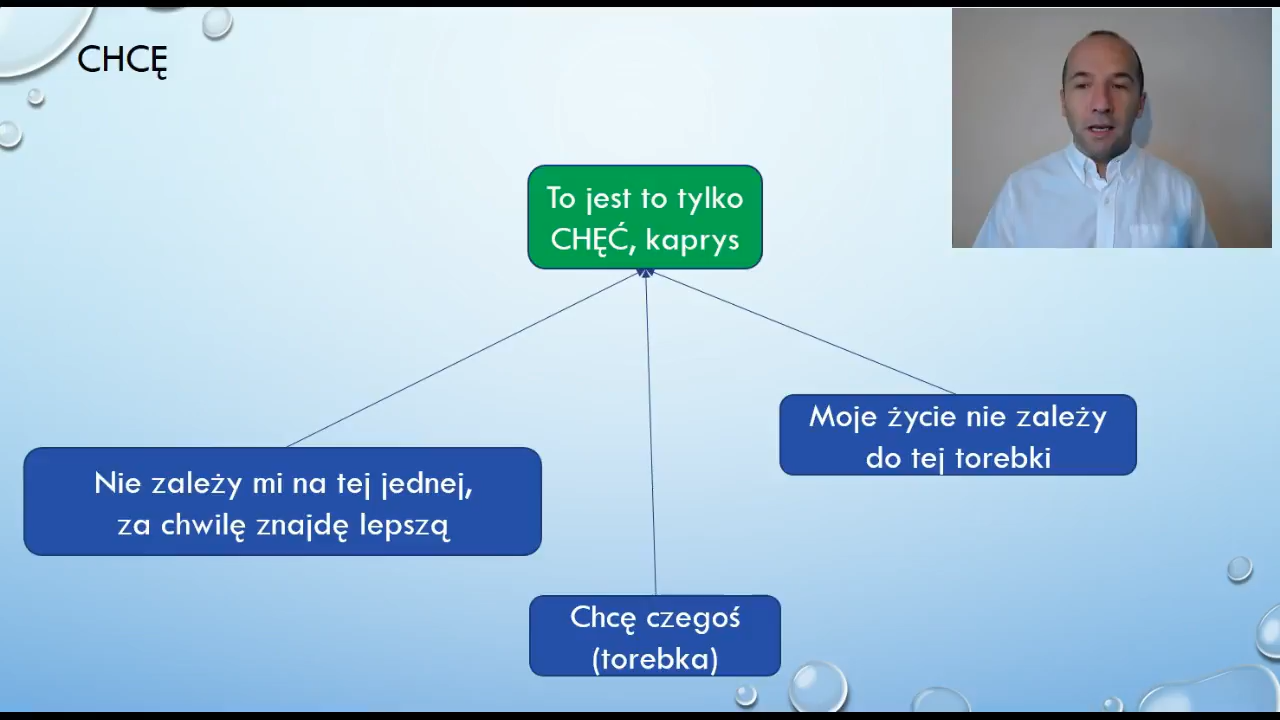 CHCĘ
To jest to tylko
CHĘĆ, kaprys
Moje życie nie zależy
do tej torebki
Nie zależy mi na tej jednej,
za chwilę znajdę lepszą
Chcę czegoś
(torebka)